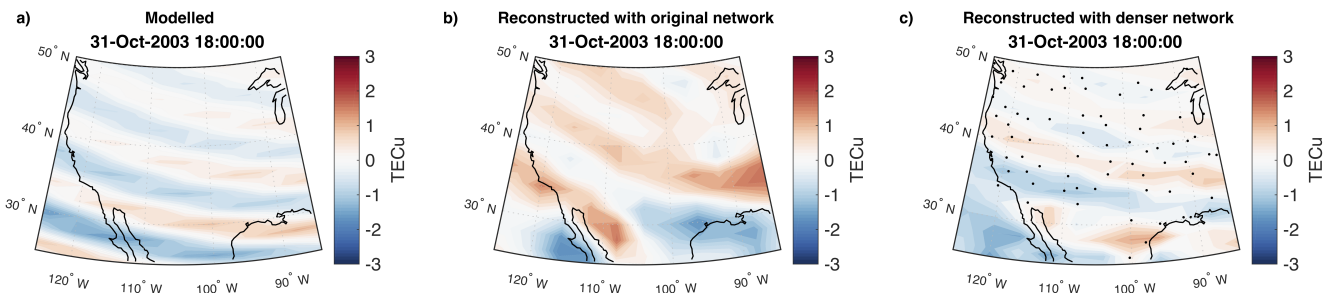 a) Modelled
31-Oct-2003 18:00:00
50° N
40° N
30° N
120° W
110° W
100° W
90° W
3
2
1
0
-1
-2
-3
TECu
b) Reconstructed with original network
31-Oct-2003 18:00:00
50° N
40° N
30° N
120° W
110° W
100° W
90° W
3
2
1
0
-1
-2
-3
TECu
c) Reconstructed with denser network
31-Oct-2003 18:00:00
50° N
40° N
30° N
120° W
110° W
100° W
90° W
3
2
1
0
-1
-2
-3
TECu